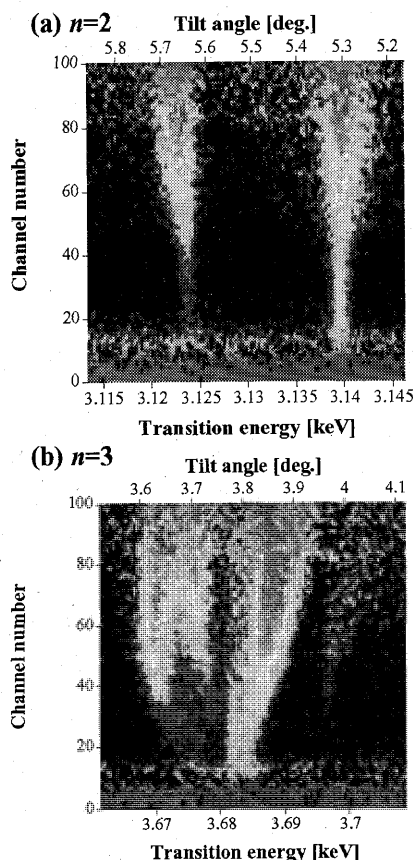 (a) n=2
Tilt angle [deg.]
5.8 5.7 5.6 5.5 5.4 5.3 5.2
Channel number
100
80
60
40
20
0
3.115 3.12 3.125 3.13 3.135 3.14 3.145
Transition energy [keV]
(b) n=3
Tilt angle [deg.]
3.6 3.7 3.8 3.9 4 4.1
Channel number
100
80
60
40
20
0
3.67 3.68 3.69 3.7
Transition energy [keV]